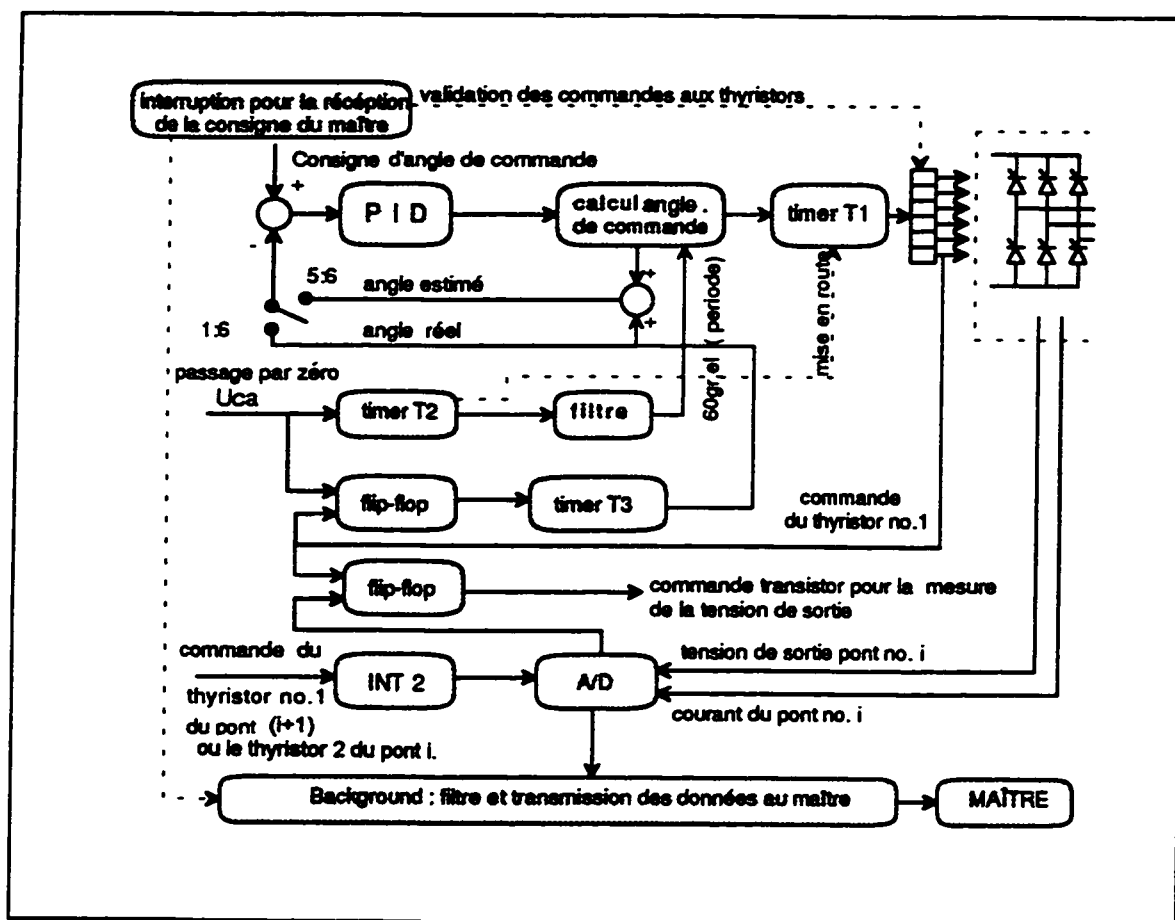 interruption pour la récéption
de la consigne du maître
validation des commandes aux thyristors
Consigne d'angle de commande
+
P I D
calcul angle .
de commande
timer T1
-
5:6
angle estimé
+
+
1:6
angle réel
60gr el ( periode)
mise en route
passage par zéro
Uca
timer T2
filtre
flip-flop
timer T3
commande
du thyristor no.1
flip-flop
commande transistor pour la mesure
de la tension de sortie
commande du
thyristor no.1
du pont (i+1)
ou le thyristor 2 du pont i.
INT 2
A/D
tension de sortie pont no. i
courant du pont no. i
Background : filtre et transmission des données au maître
MAÎTRE